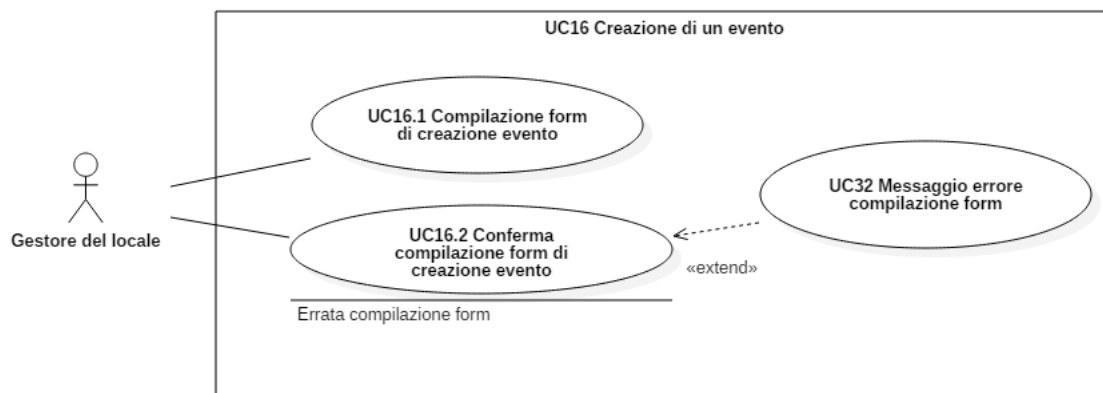 UC16 Creazione di un evento
UC16.1 Compilazione form
di creazione evento
UC32 Messaggio errore
compilazione form
Gestore del locale
UC16.2 Conferma
compilazione form di
creazione evento
«extend»
Errata compilazione form